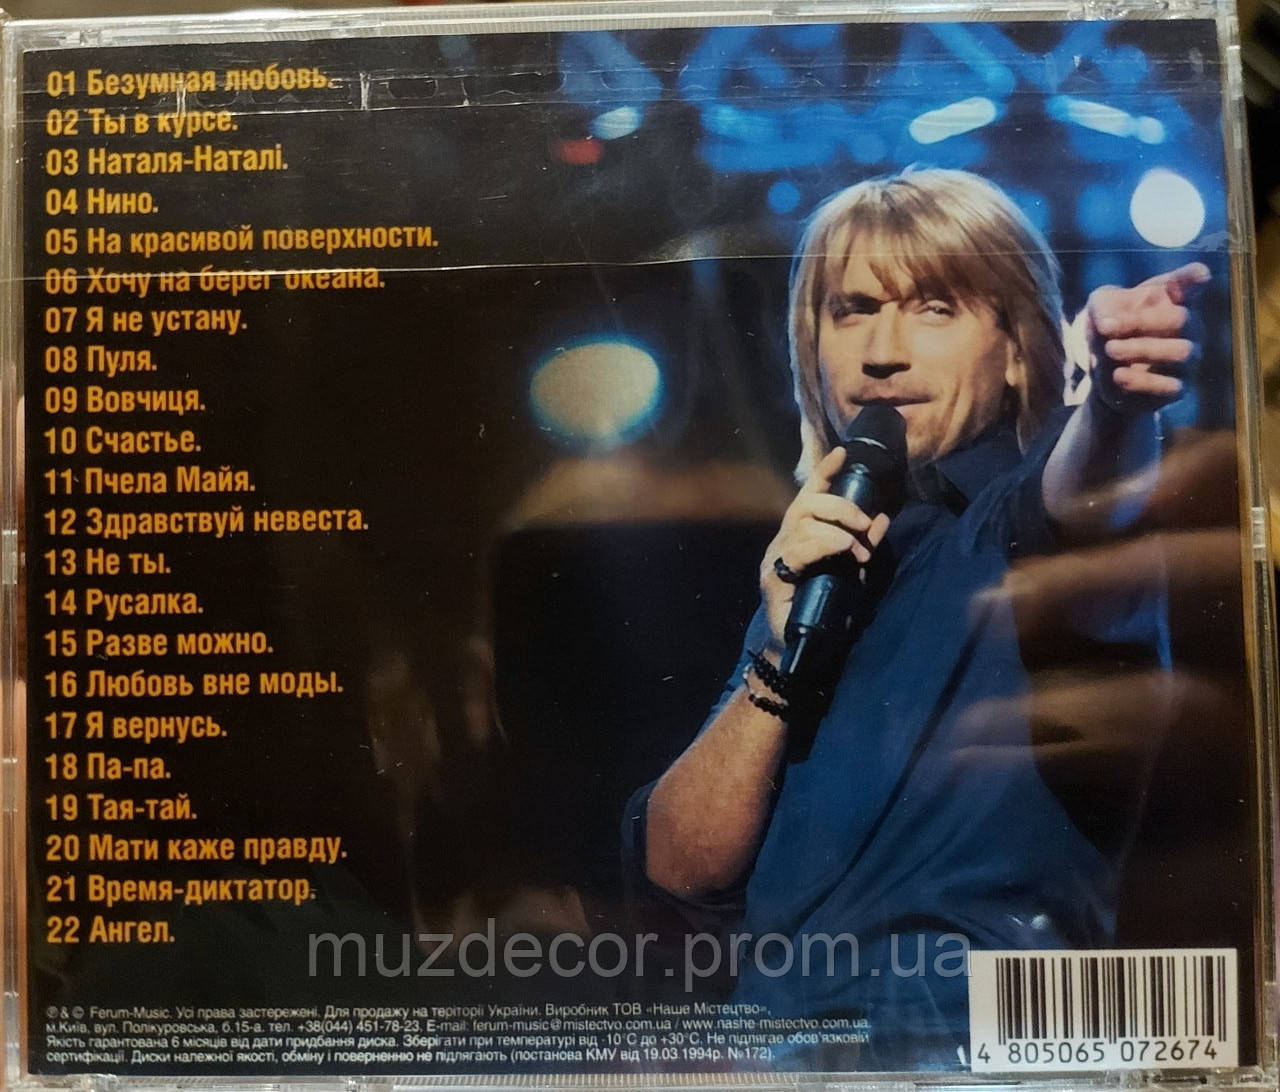 01 Безумная любовь.
02 Ты в курсе.
03 Наталя-Наталі.
04 Нино.
05 На красивой поверхности.
06 Хочу на берег океана.
07 Я не устану.
08 Пуля.
09 Вовчиця.
10 Счастье.
11 Пчела Майя.
12 Здравствуй невеста.
13 Не ты.
14 Русалка.
15 Разве можно.
16 Любовь вне моды.
17 Я вернусь.
18 Па-па.
19 Тая-тай.
20 Мати каже правду.
21 Время-диктатор.
22 Ангел.
muzdecor.prom.ua
℗ & © Ferum-Music. Усі права застережені. Для продажу на теріторії України. Виробник ТОВ «Наше Містецтво»,
м.Київ, вул. Полікуровська, б.15-а. тел. +38(044) 451-78-23, E-mail: ferum-music@mistectvo.com.ua / www.nashe-mistectvo.com.ua.
Якість гарантована 6 місяців від дати придбання диска. Зберігати при температурі від -10°С до +30°С. Не підлягає обов'язковій
сертифікації. Диски належної якості, обміну і поверненню не підлягають (постанова КМУ від 19.03.1994р. №172).
4 805065 072674